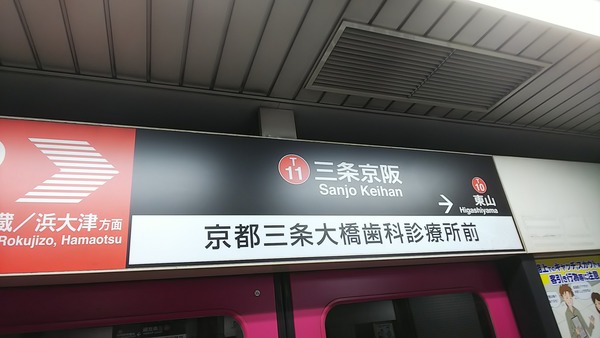 蔵／浜大津方面
Rokujizo, Hamaotsu
T
11
三条京阪
Sanjo Keihan
T
10
東山
Higashiyama
京都三条大橋歯科診療所前